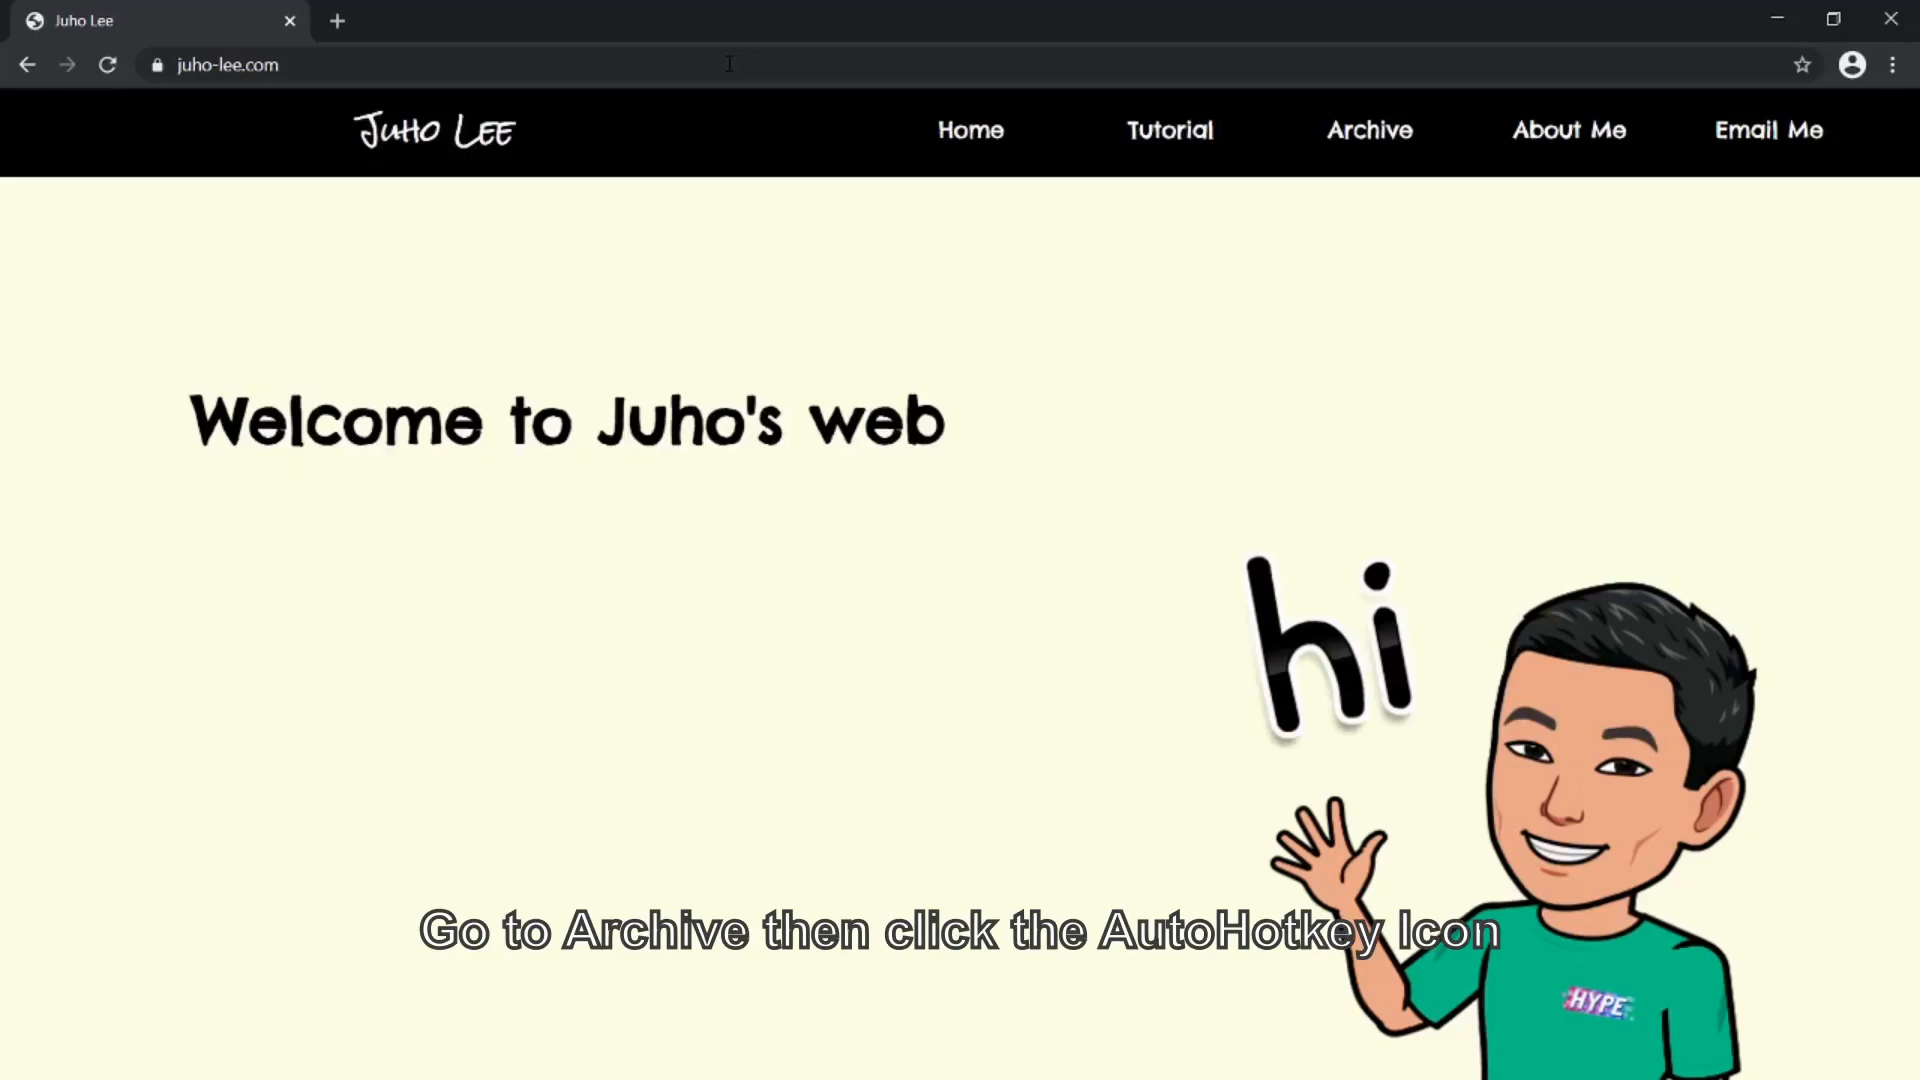 Juho Lee
juho-lee.com
Juho Lee
Home
Tutorial
Archive
About Me
Email Me
Welcome to Juho's web
hi
HYPE
Go to Archive then click the AutoHotkey Icon